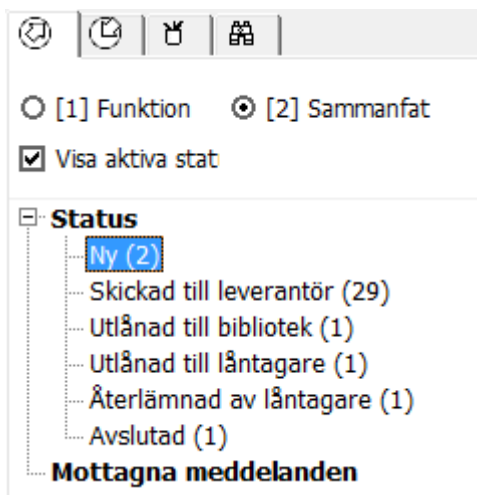 [1] Funktion [2] Sammanfat
Visa aktiva stat
Status
Ny (2)
Skickad till leverantör (29)
Utlånad till bibliotek (1)
Utlånad till låntagare (1)
Återlämnad av låntagare (1)
Avslutad (1)
Mottagna meddelanden